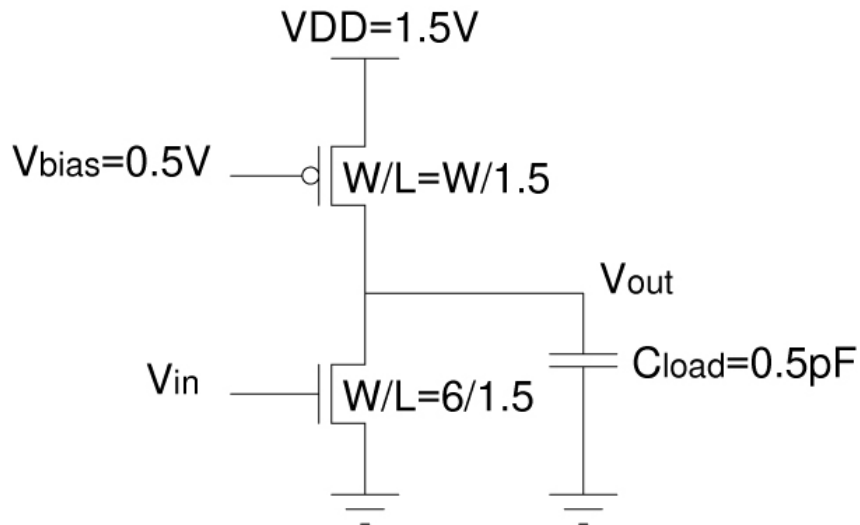 VDD=1.5V
Vbias=0.5V
W/L=W/1.5
Vout
Vin
W/L=6/1.5
Cload=0.5pF